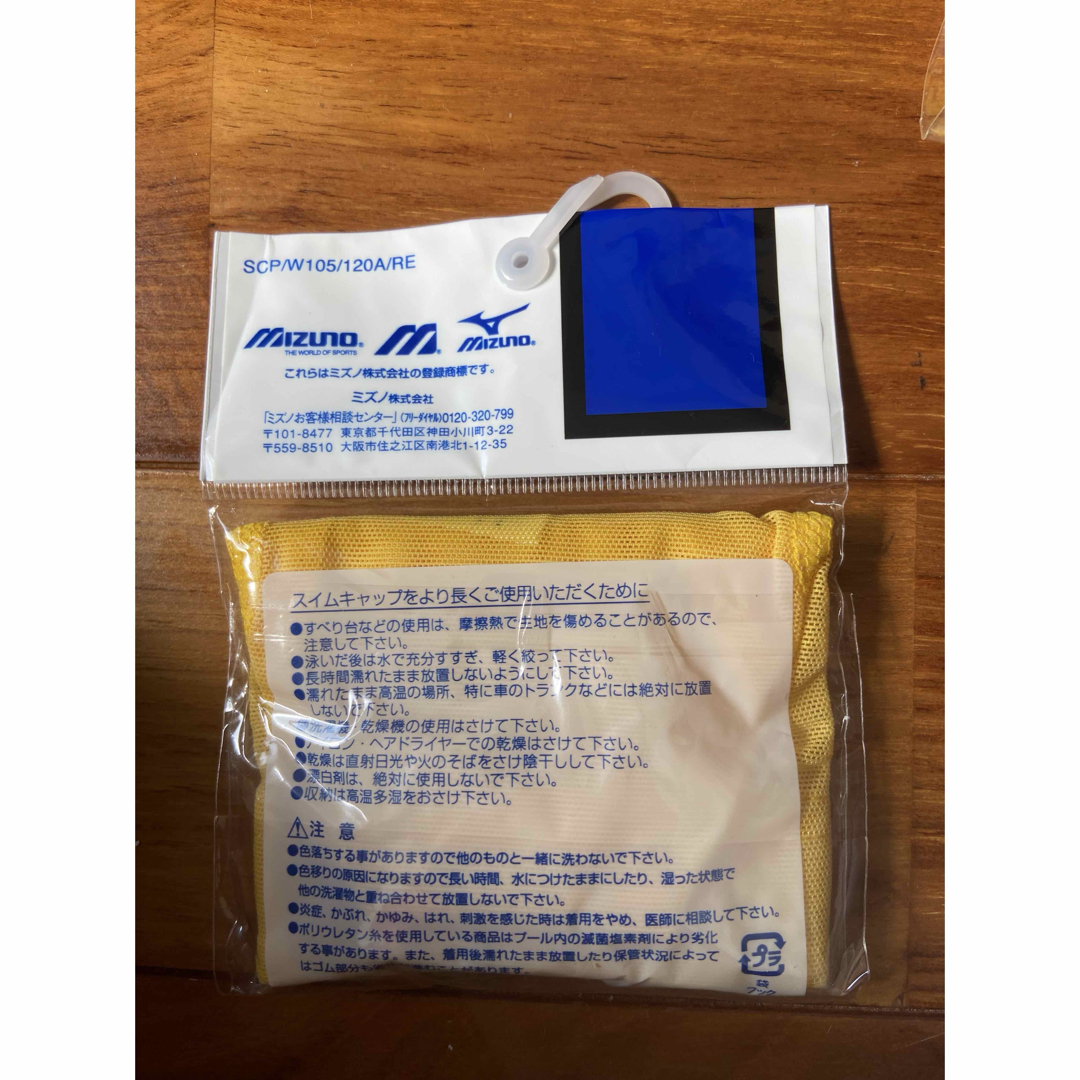 SCP/W105/120A/RE
MIZUNO® M® MIZUNO®
THE WORLD OF SPORTS
これらはミズノ株式会社の登録商標です。
ミズノ株式会社
「ミズノお客様相談センター」(フリーダイヤル)0120-320-799
〒101-8477 東京都千代田区神田小川町3-22
〒559-8510 大阪市住之江区南港北1-12-35
スイムキャップをより長くご使用いただくために
●すべり台などの使用は、摩擦熱で生地を傷めることがあるので、
注意して下さい。
●泳いだ後は水で充分すすぎ、軽く絞って下さい。
●長時間濡れたまま放置しないようにして下さい。
●濡れたまま高温の場所、特に車のトランクなどには絶対に放置
しないで下さい。
●洗濯機・乾燥機の使用はさけて下さい。
●アイロン・ヘアドライヤーでの乾燥はさけて下さい。
●乾燥は直射日光や火のそばをさけ陰干しして下さい。
●漂白剤は、絶対に使用しないで下さい。
●収納は高温多湿をおさけ下さい。
⚠注意
●色落ちする事がありますので他のものと一緒に洗わないで下さい。
●色移りの原因になりますので長い時間、水につけたままにしたり、湿った状態で
他の洗濯物と重ね合わせて放置しないで下さい。
●炎症、かぶれ、かゆみ、はれ、刺激を感じた時は着用をやめ、医師に相談して下さい。
●ポリウレタン糸を使用している商品はプール内の滅菌塩素剤により劣化
する事があります。また、着用後濡れたまま放置したり保管状況によって
はゴム部分も
ことがあります。
プラ
袋
フック